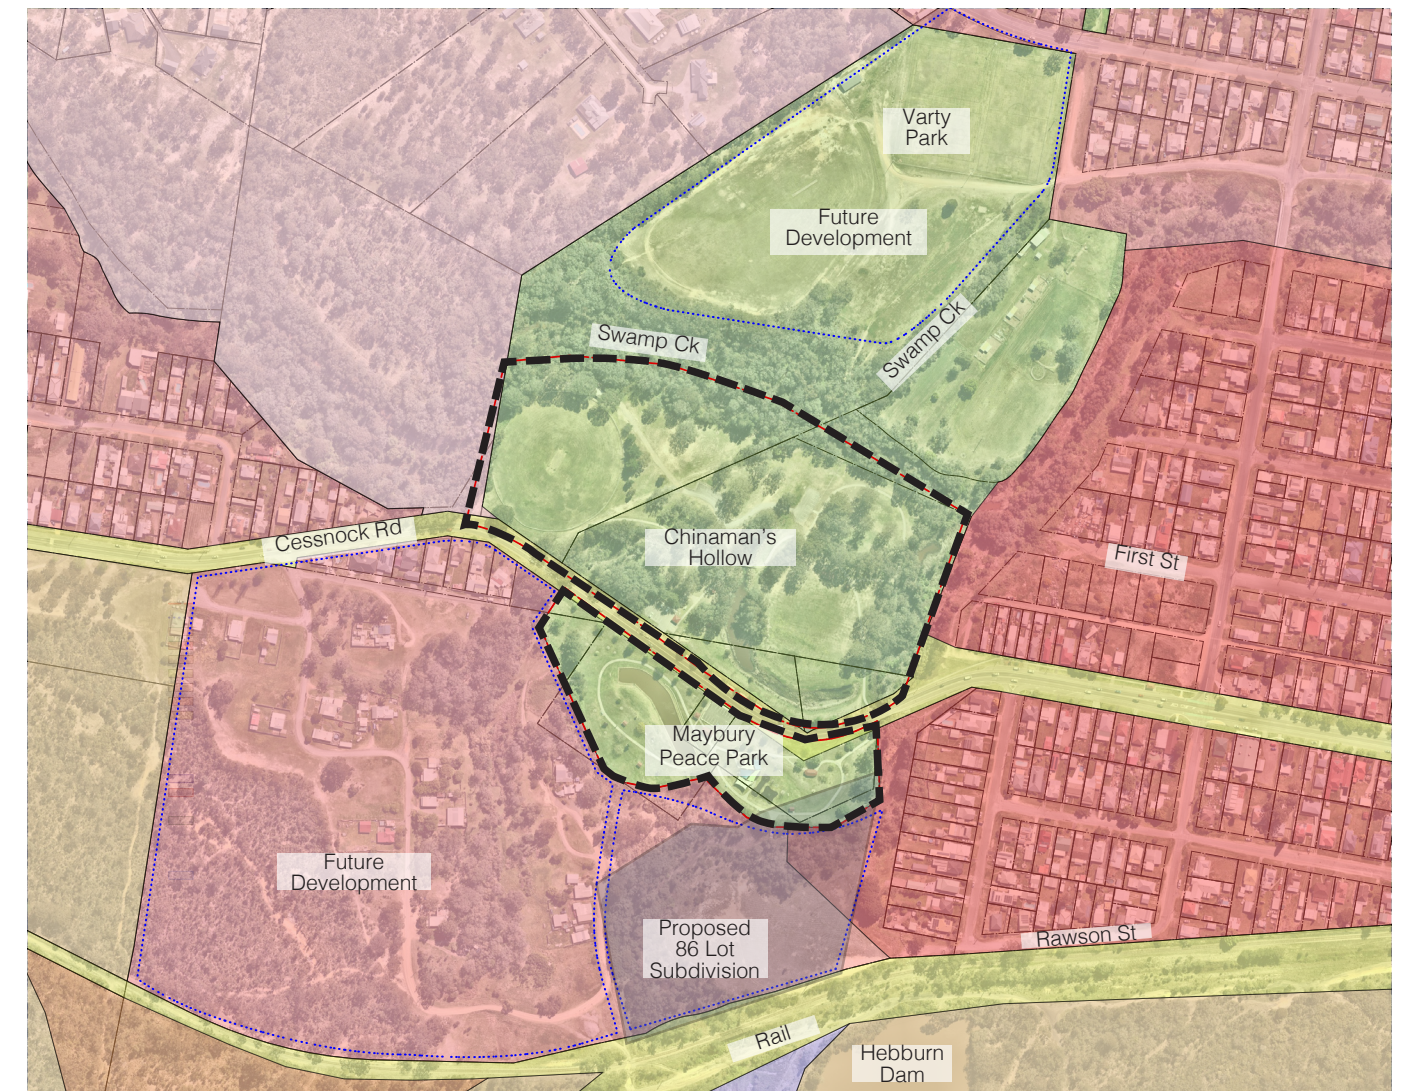 Varty
Park
Future
Development
Swamp Ck
Swamp Ck
Cessnock Rd
Chinaman's
Hollow
First St
Maybury
Peace Park
Future
Development
Proposed
86 Lot
Subdivision
Rawson St
Rail
Hebburn
Dam